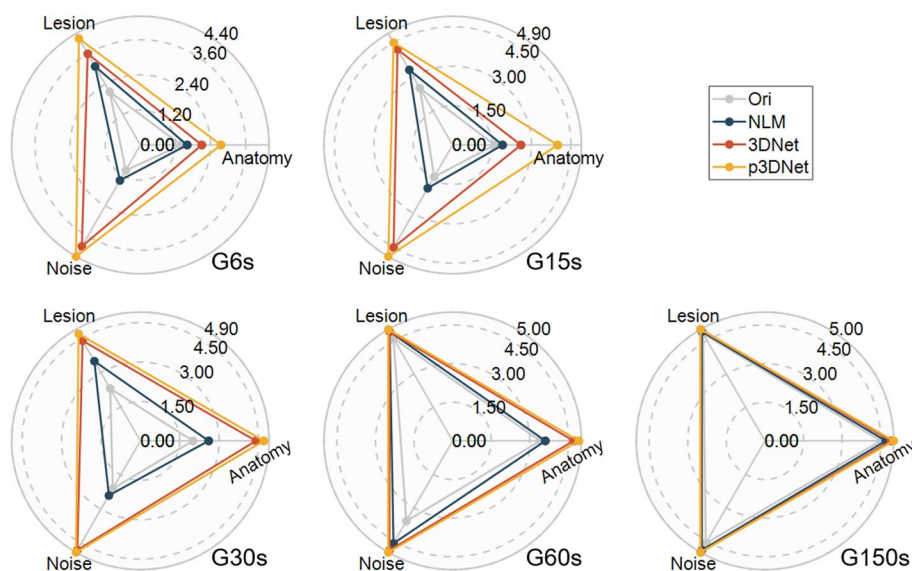 Lesion
4.40
3.60
2.40
1.20
0.00
Anatomy
Noise
G6s
Lesion
4.90
4.50
3.00
1.50
0.00
Anatomy
Noise
G15s
Ori
NLM
3DNet
p3DNet
Lesion
4.90
4.50
3.00
1.50
0.00
Anatomy
Noise
G30s
Lesion
5.00
4.50
3.00
1.50
0.00
Anatomy
Noise
G60s
Lesion
5.00
4.50
3.00
1.50
0.00
Anatomy
Noise
G150s